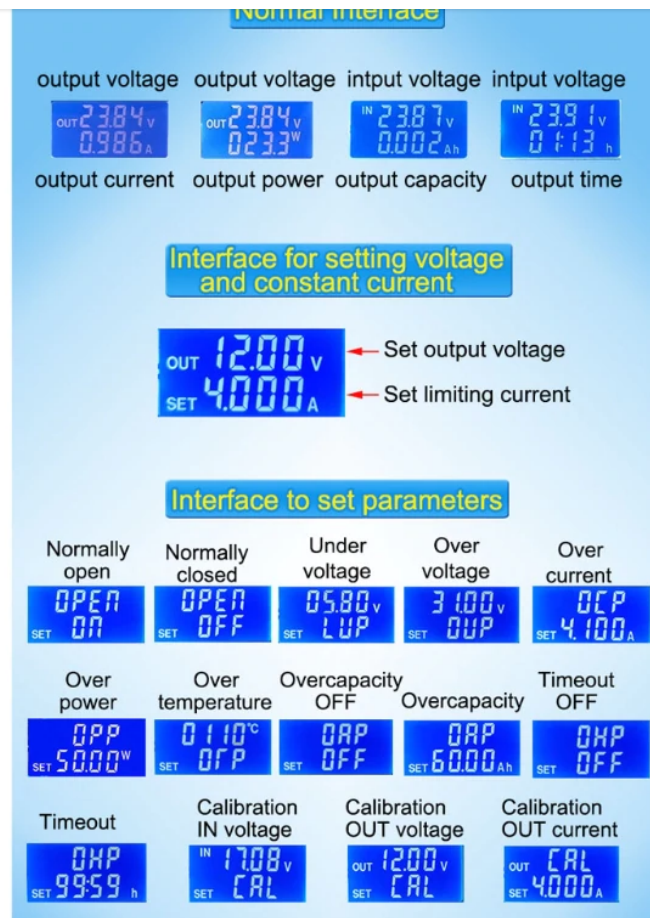 Normal Interface
output voltage output voltage intput voltage intput voltage
OUT 23.84 V OUT 23.84 V IN 23.87 V IN 23.91 V
0.986 A 023.3 W 0.002 Ah 01:13 h
output current output power output capacity output time
Interface for setting voltage
and constant current
OUT 12.00 V Set output voltage
SET 4.000 A Set limiting current
Interface to set parameters
Normally open Normally closed Under voltage Over voltage Over current
OPEN OPEN 05.80 V 31.00 V OCP
SET ON SET OFF SET LUP SET OUP SET 4.100 A
Over power Over temperature Overcapacity OFF Overcapacity Timeout OFF
OPP 0110 °C OAP OAP OHP
SET 50.00 W SET OTP SET OFF SET 60.00 Ah SET OFF
Timeout Calibration IN voltage Calibration OUT voltage Calibration OUT current
OHP IN 17.08 V OUT 12.00 V OUT CAL
SET 99:59 h SET CAL SET CAL SET 4.000 A